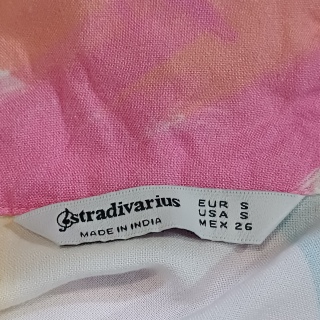 stradivarius
MADE IN INDIA
EUR S
USA S
MEX 26